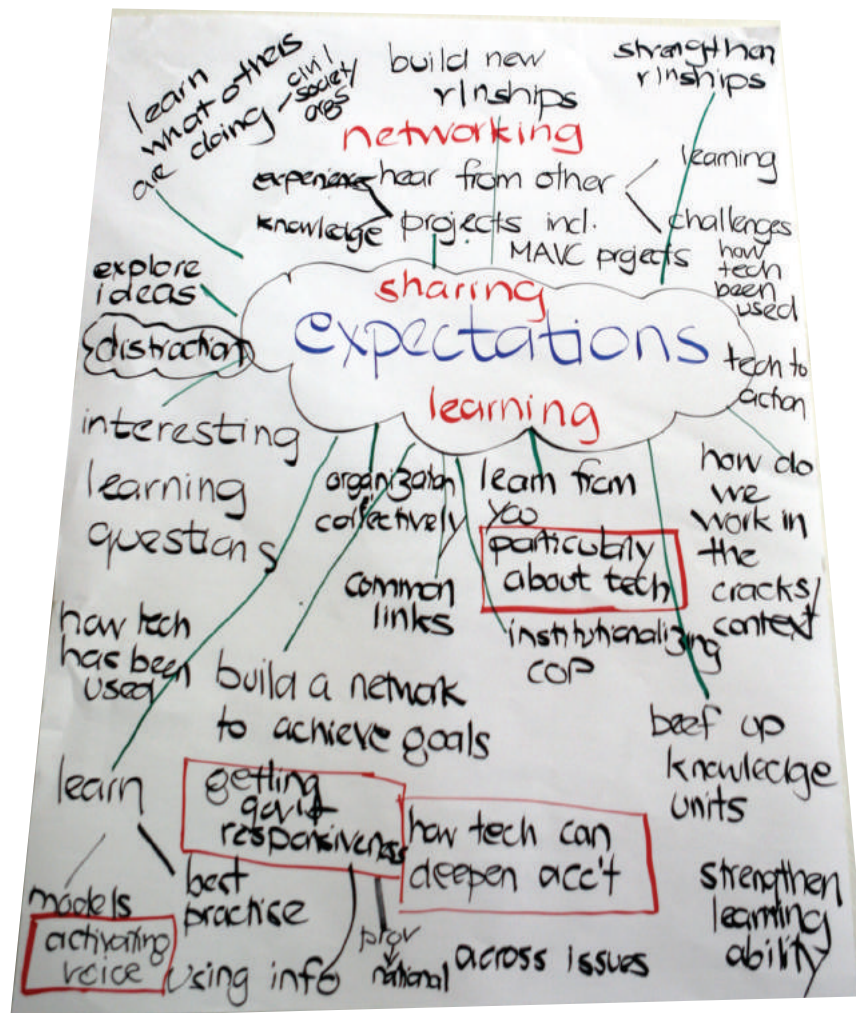 learn
what others
are doing
civil
society
orgs
build new
rlnships
strengthen
rlnships
networking
experience
knowledge
hear from other
projects incl.
MAVC projects
learning
challenges
how
tech
been
used
tech to
action
explore
ideas
distraction
sharing
expectations
learning
interesting
learning
questions
organization
collectively
common
links
learn from
you
particularly
about tech
institutionalizing
COP
how do
we
work in
the
cracks/
context
how tech
has been
used
build a network
to achieve goals
beef up
knowledge
units
learn
models
activating
voice
best
practise
getting
gov't
responsiveness
how tech can
deepen acc't
using info
prov
national
across issues
strengthen
learning
ability